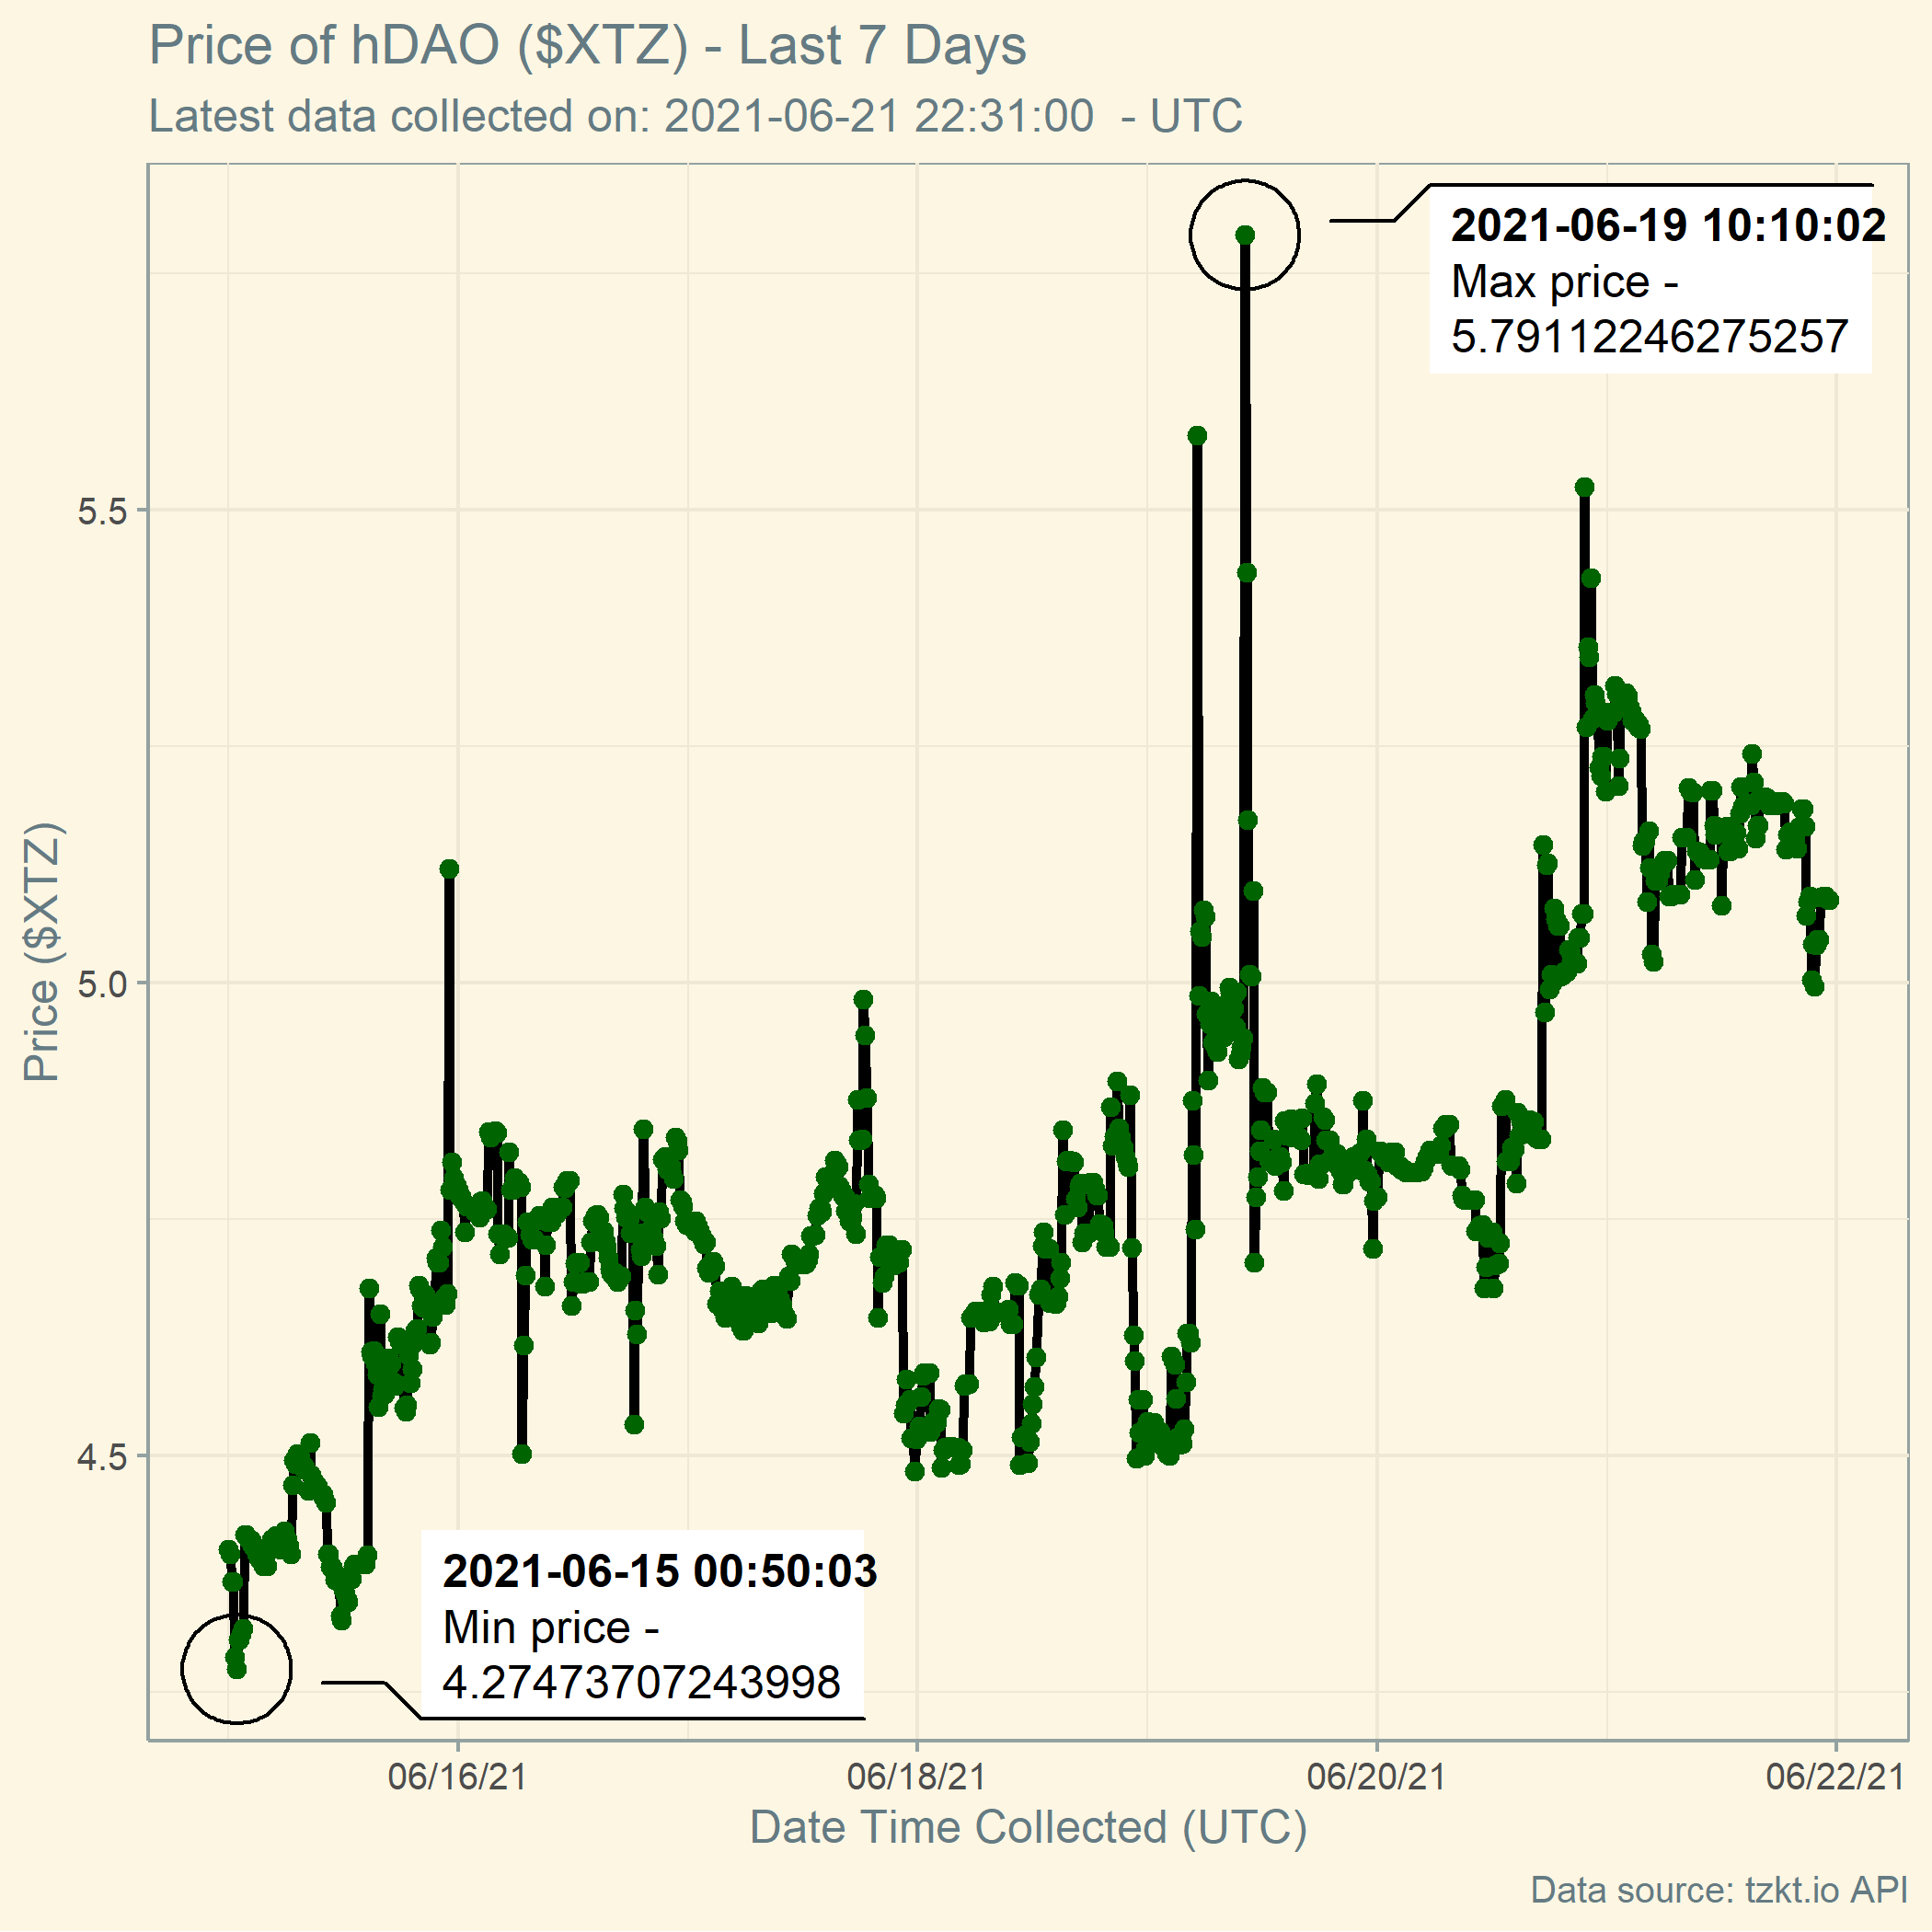 Price of hDAO ($XTZ) - Last 7 Days
Latest data collected on: 2021-06-21 22:31:00  - UTC
2021-06-19 10:10:02
Max price -
5.79112246275257
5.5
5.0
4.5
Price ($XTZ)
2021-06-15 00:50:03
Min price -
4.27473707243998
06/16/21
06/18/21
06/20/21
06/22/21
Date Time Collected (UTC)
Data source: tzkt.io API